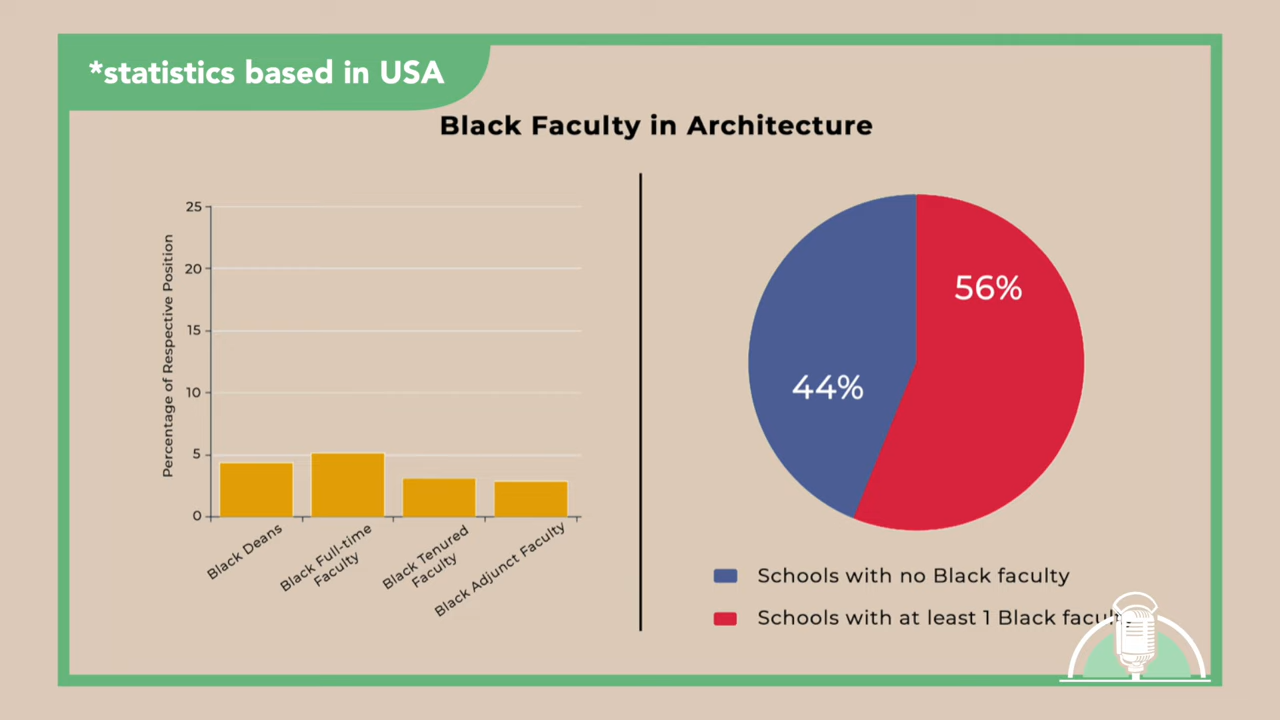 *statistics based in USA
Black Faculty in Architecture
Percentage of Respective Position
25
20
15
10
5
0
Black Deans
Black Full-time
Faculty
Black Tenured
Faculty
Black Adjunct Faculty
56%
44%
Schools with no Black faculty
Schools with at least 1 Black